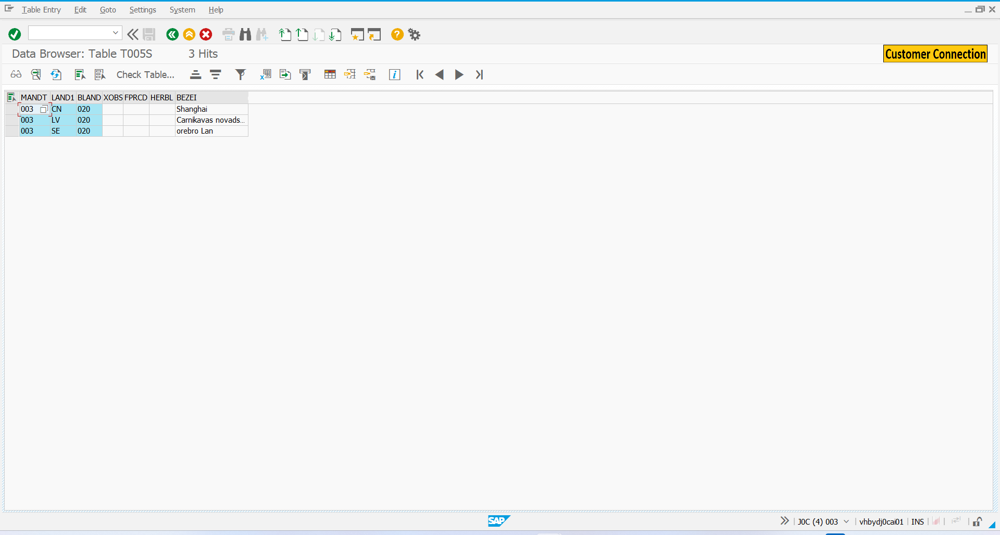 Table Entry Edit Goto Settings System Help
Data Browser: Table T005S 3 Hits
Customer Connection
Check Table...
MANDT LAND1 BLAND XOBS FPRCD HERBL BEZEI
003 CN 020 Shanghai
003 LV 020 Carnikavas novads...
003 SE 020 orebro Lan
SAP
J0C (4) 003 vhbydj0cai01 INS